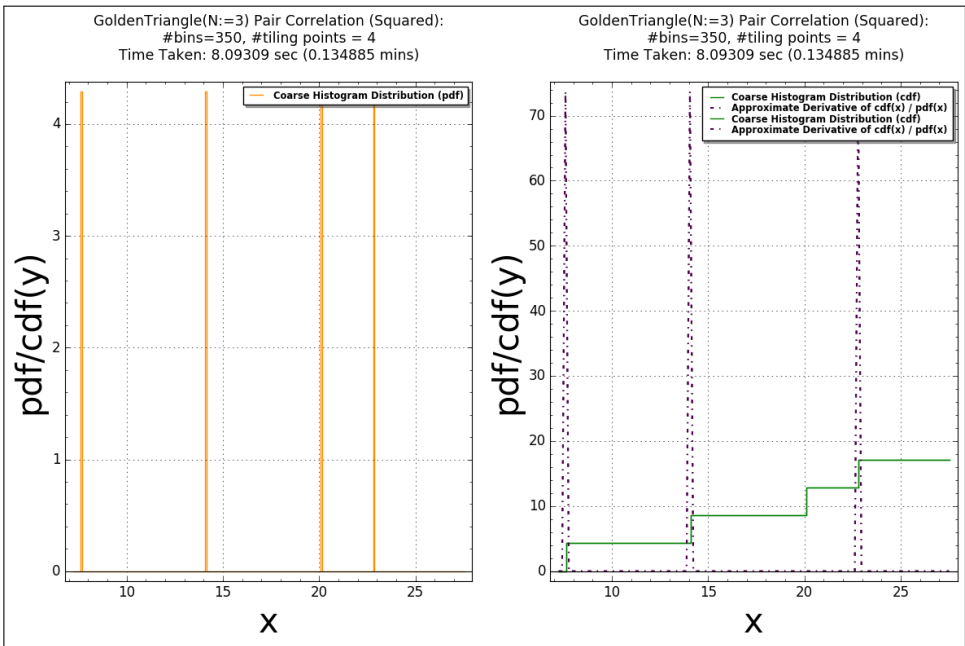 GoldenTriangle(N:=3) Pair Correlation (Squared):
#bins=350, #tiling points = 4
Time Taken: 8.09309 sec (0.134885 mins)
Coarse Histogram Distribution (pdf)
4
3
2
1
0
10
15
20
25
pdf/cdf(y)
x
GoldenTriangle(N:=3) Pair Correlation (Squared):
#bins=350, #tiling points = 4
Time Taken: 8.09309 sec (0.134885 mins)
Coarse Histogram Distribution (cdf)
Approximate Derivative of cdf(x) / pdf(x)
Coarse Histogram Distribution (cdf)
Approximate Derivative of cdf(x) / pdf(x)
70
60
50
40
30
20
10
0
10
15
20
25
pdf/cdf(y)
x